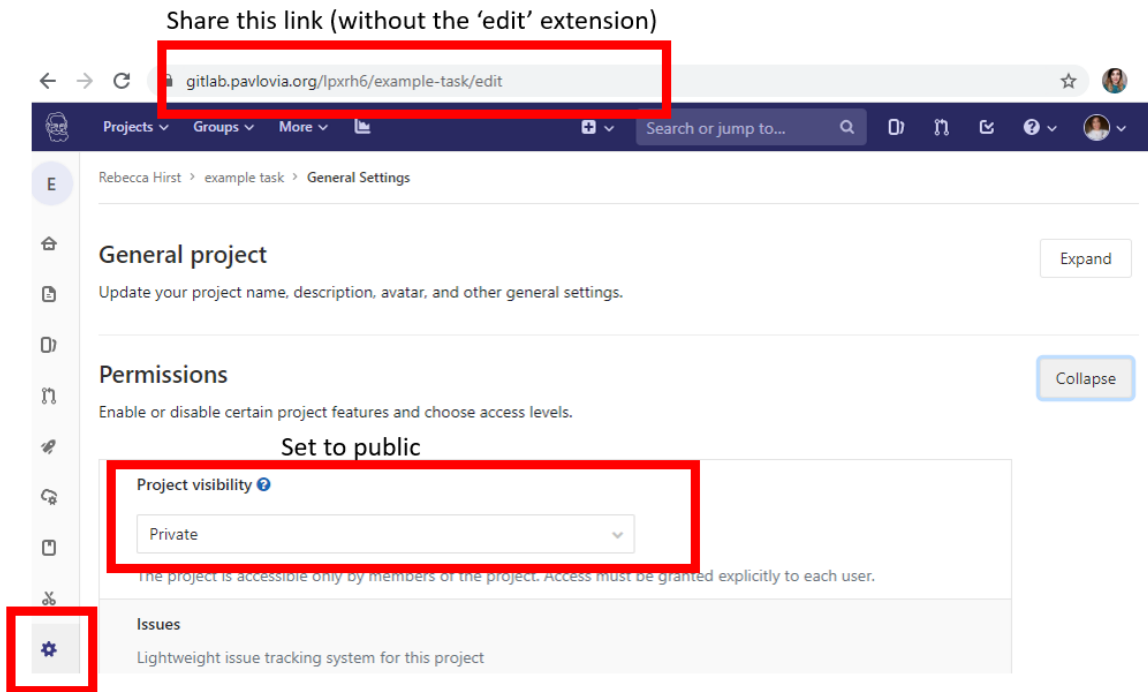 Share this link (without the ‘edit’ extension)
gitlab.pavlovia.org/lpxrh6/example-task/edit
Projects Groups More Search or jump to...
E
Rebecca Hirst > example task > General Settings
General project
Expand
Update your project name, description, avatar, and other general settings.
Permissions
Collapse
Enable or disable certain project features and choose access levels.
Set to public
Project visibility
Private
The project is accessible only by members of the project. Access must be granted explicitly to each user.
Issues
Lightweight issue tracking system for this project